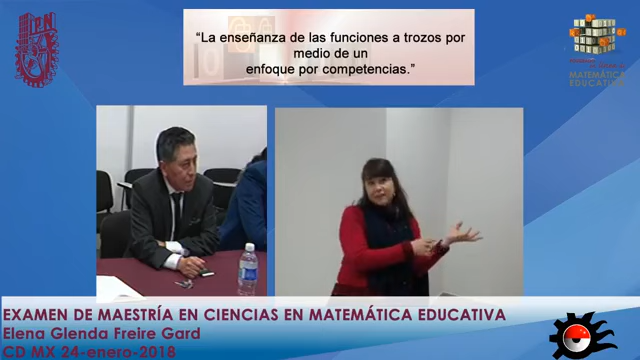 IPN
“La enseñanza de las funciones a trozos por
medio de un
enfoque por competencias.”
MATEMÁTICA
EDUCATIVA
EXAMEN DE MAESTRÍA EN CIENCIAS EN MATEMÁTICA EDUCATIVA
Elena Glenda Freire Gard
CD MX 24-enero-2018